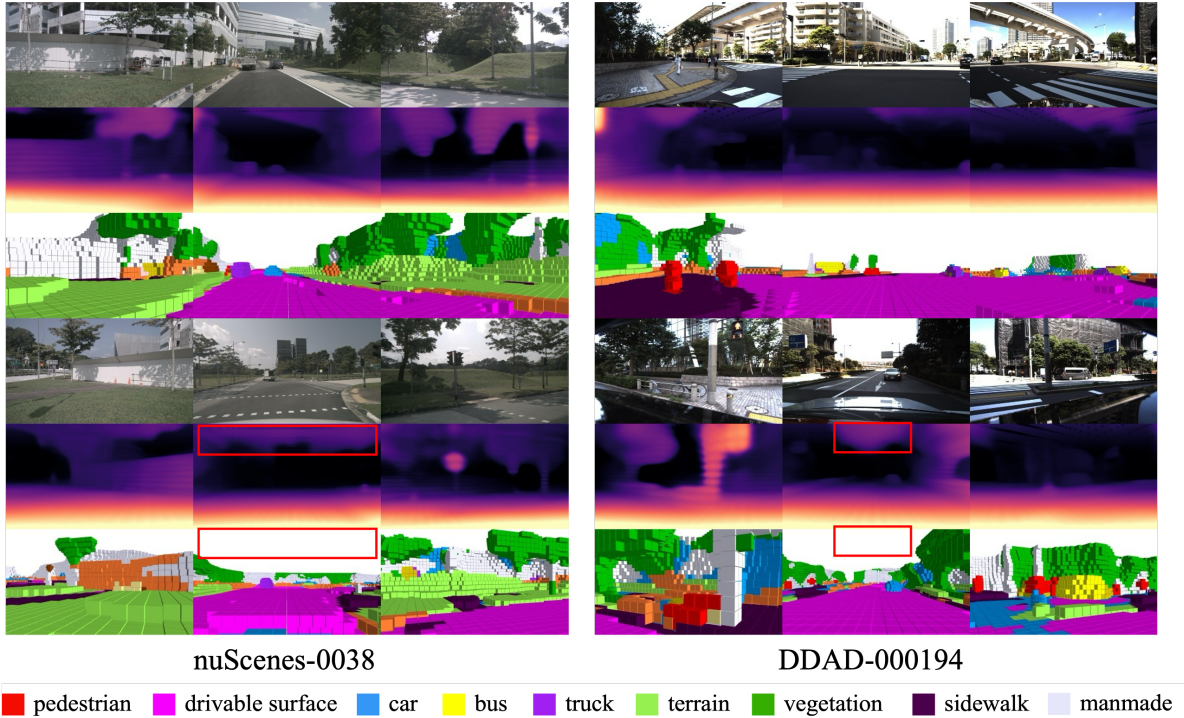 nuScenes-0038
DDAD-000194
pedestrian drivable surface car bus truck terrain vegetation sidewalk manmade